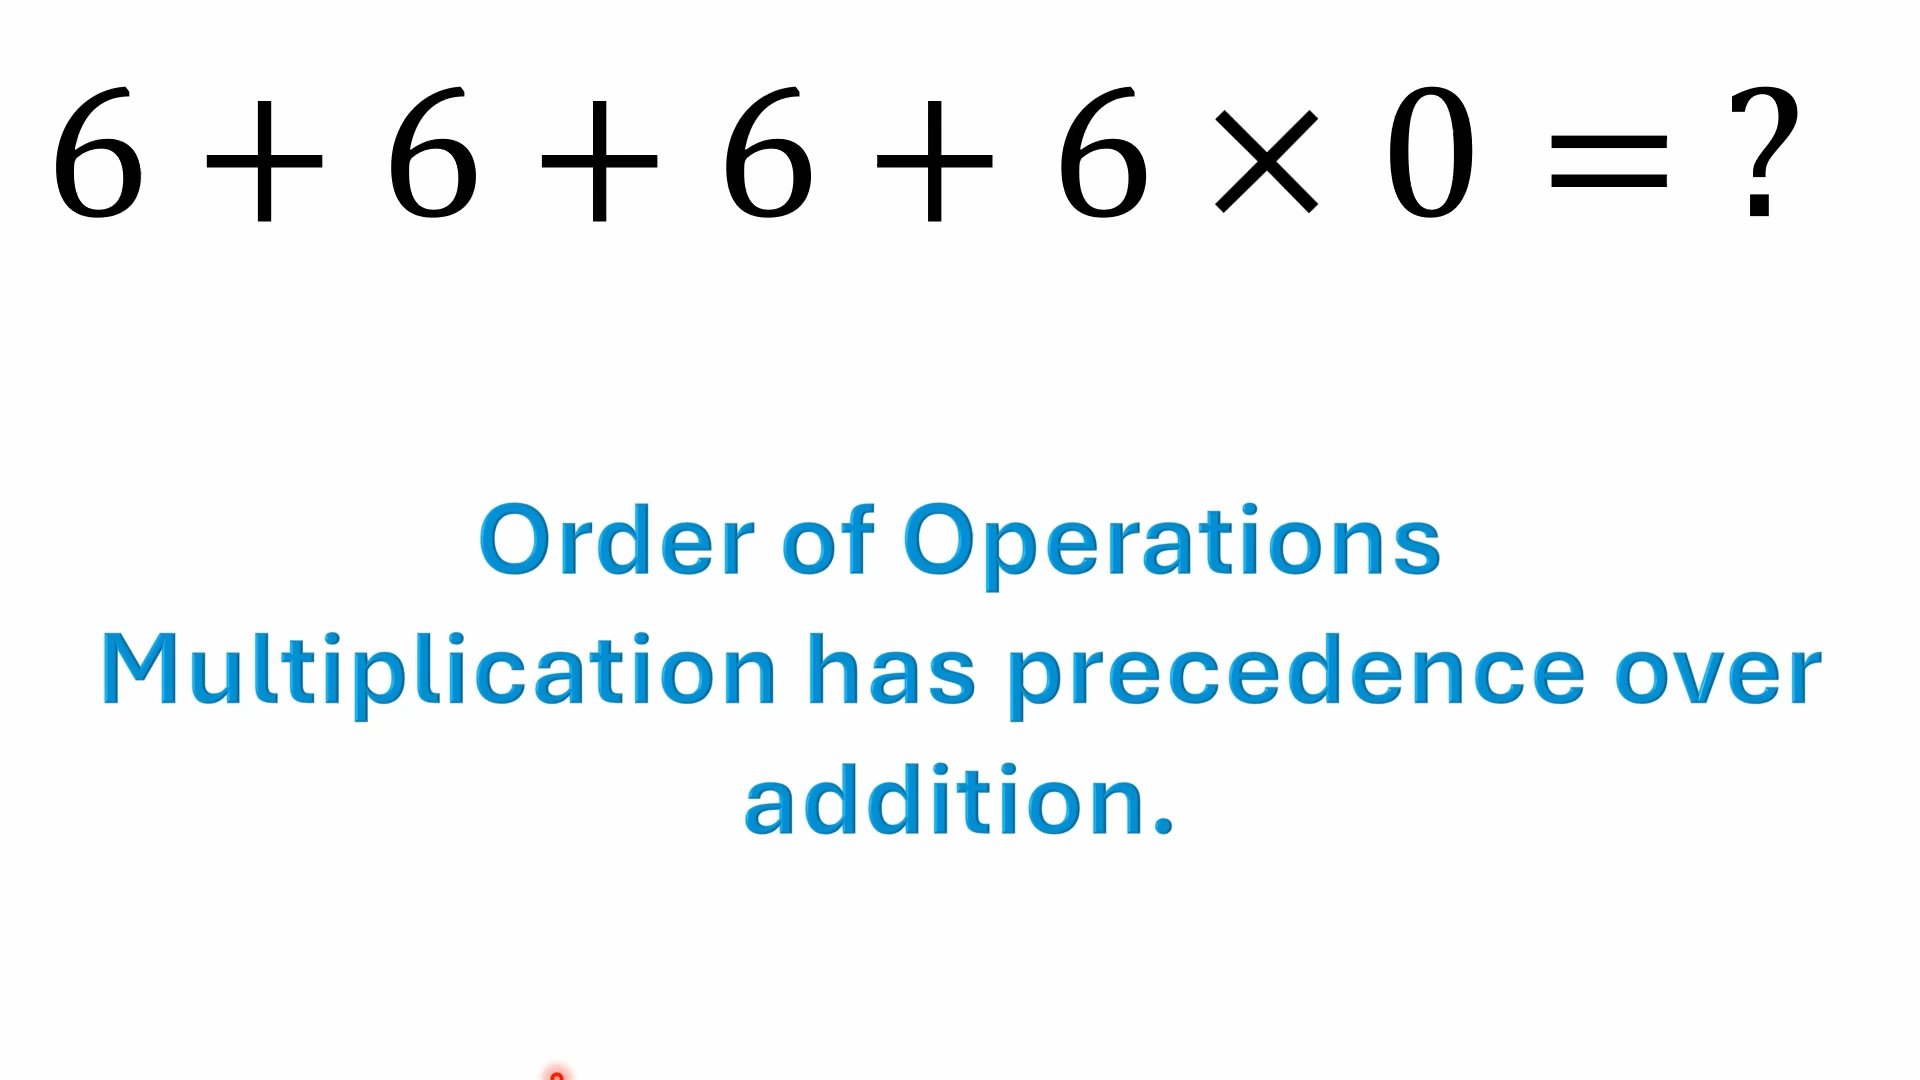 6 + 6 + 6 + 6 × 0 = ?
Order of Operations
Multiplication has precedence over
addition.